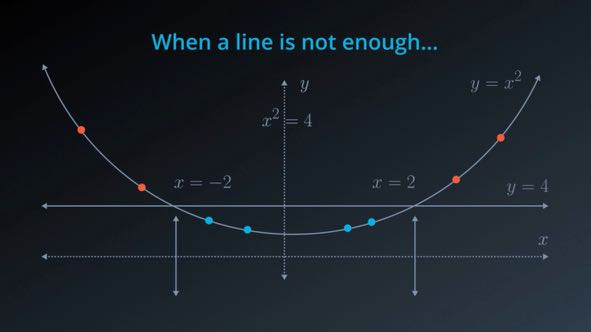 When a line is not enough...
y
y = x²
x² = 4
x = −2
x = 2
y = 4
x